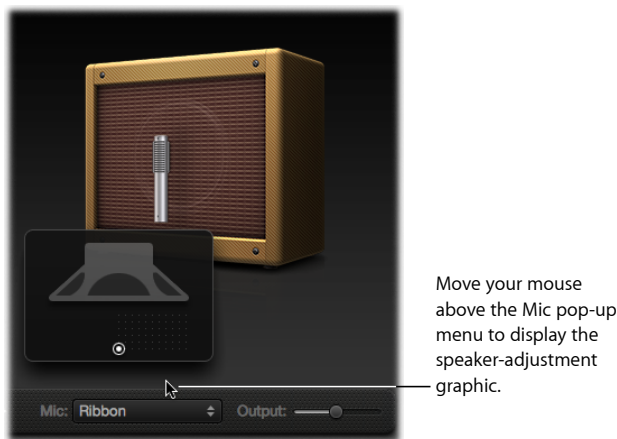 Move your mouse
above the Mic pop-up
menu to display the
speaker-adjustment
graphic.
Mic: Ribbon Output: